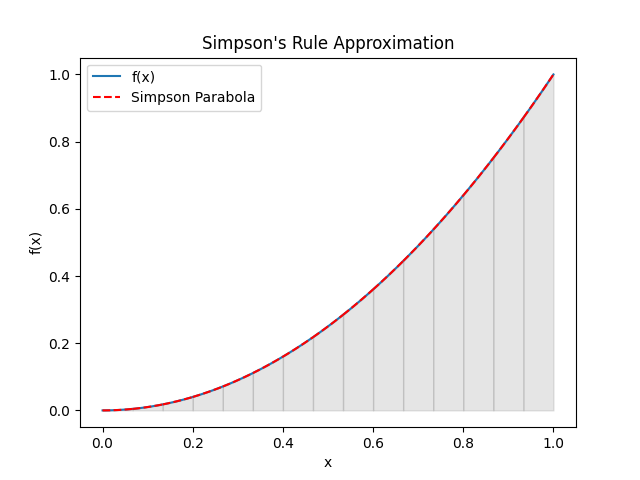 Simpson's Rule Approximation
f(x)
Simpson Parabola
1.0
0.8
0.6
0.4
0.2
0.0
f(x)
0.0 0.2 0.4 0.6 0.8 1.0
x